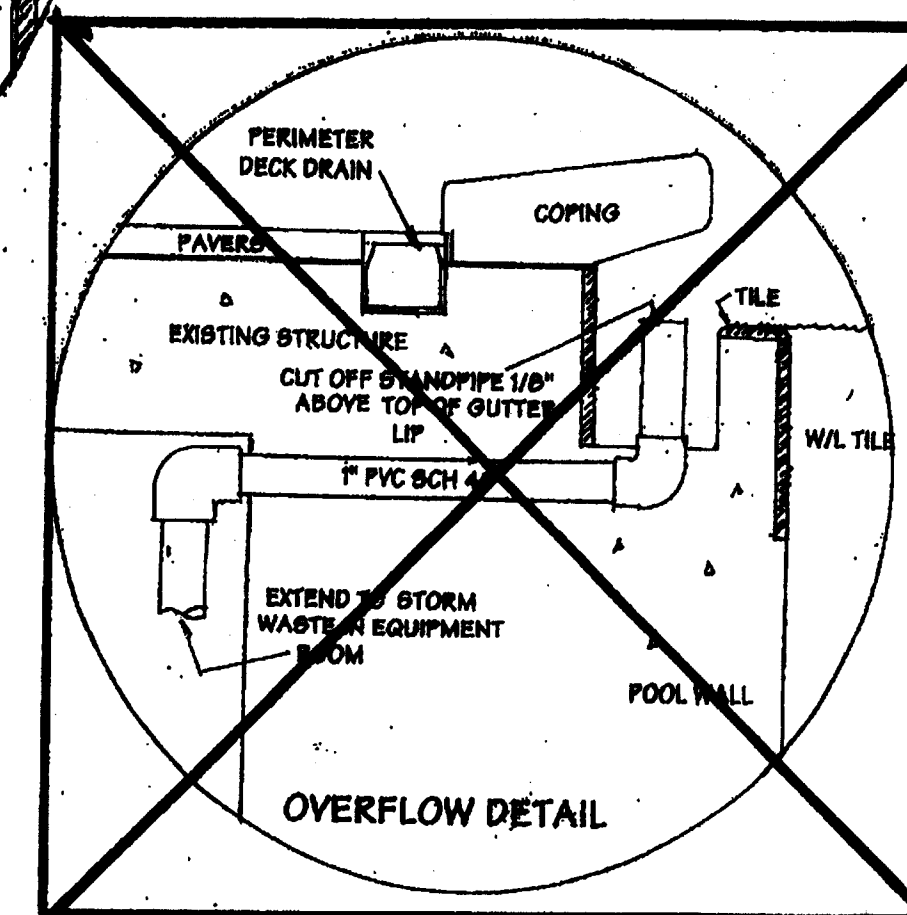 PERIMETER
DECK DRAIN
COPING
PAVERS
TILE
EXISTING STRUCTURE
CUT OFF STANDPIPE 1/8"
ABOVE TOP OF GUTTER
LIP
W/L TILE
1" PVC SCH
EXTEND TO STORM
WASTE IN EQUIPMENT
ROOM
POOL WALL
OVERFLOW DETAIL